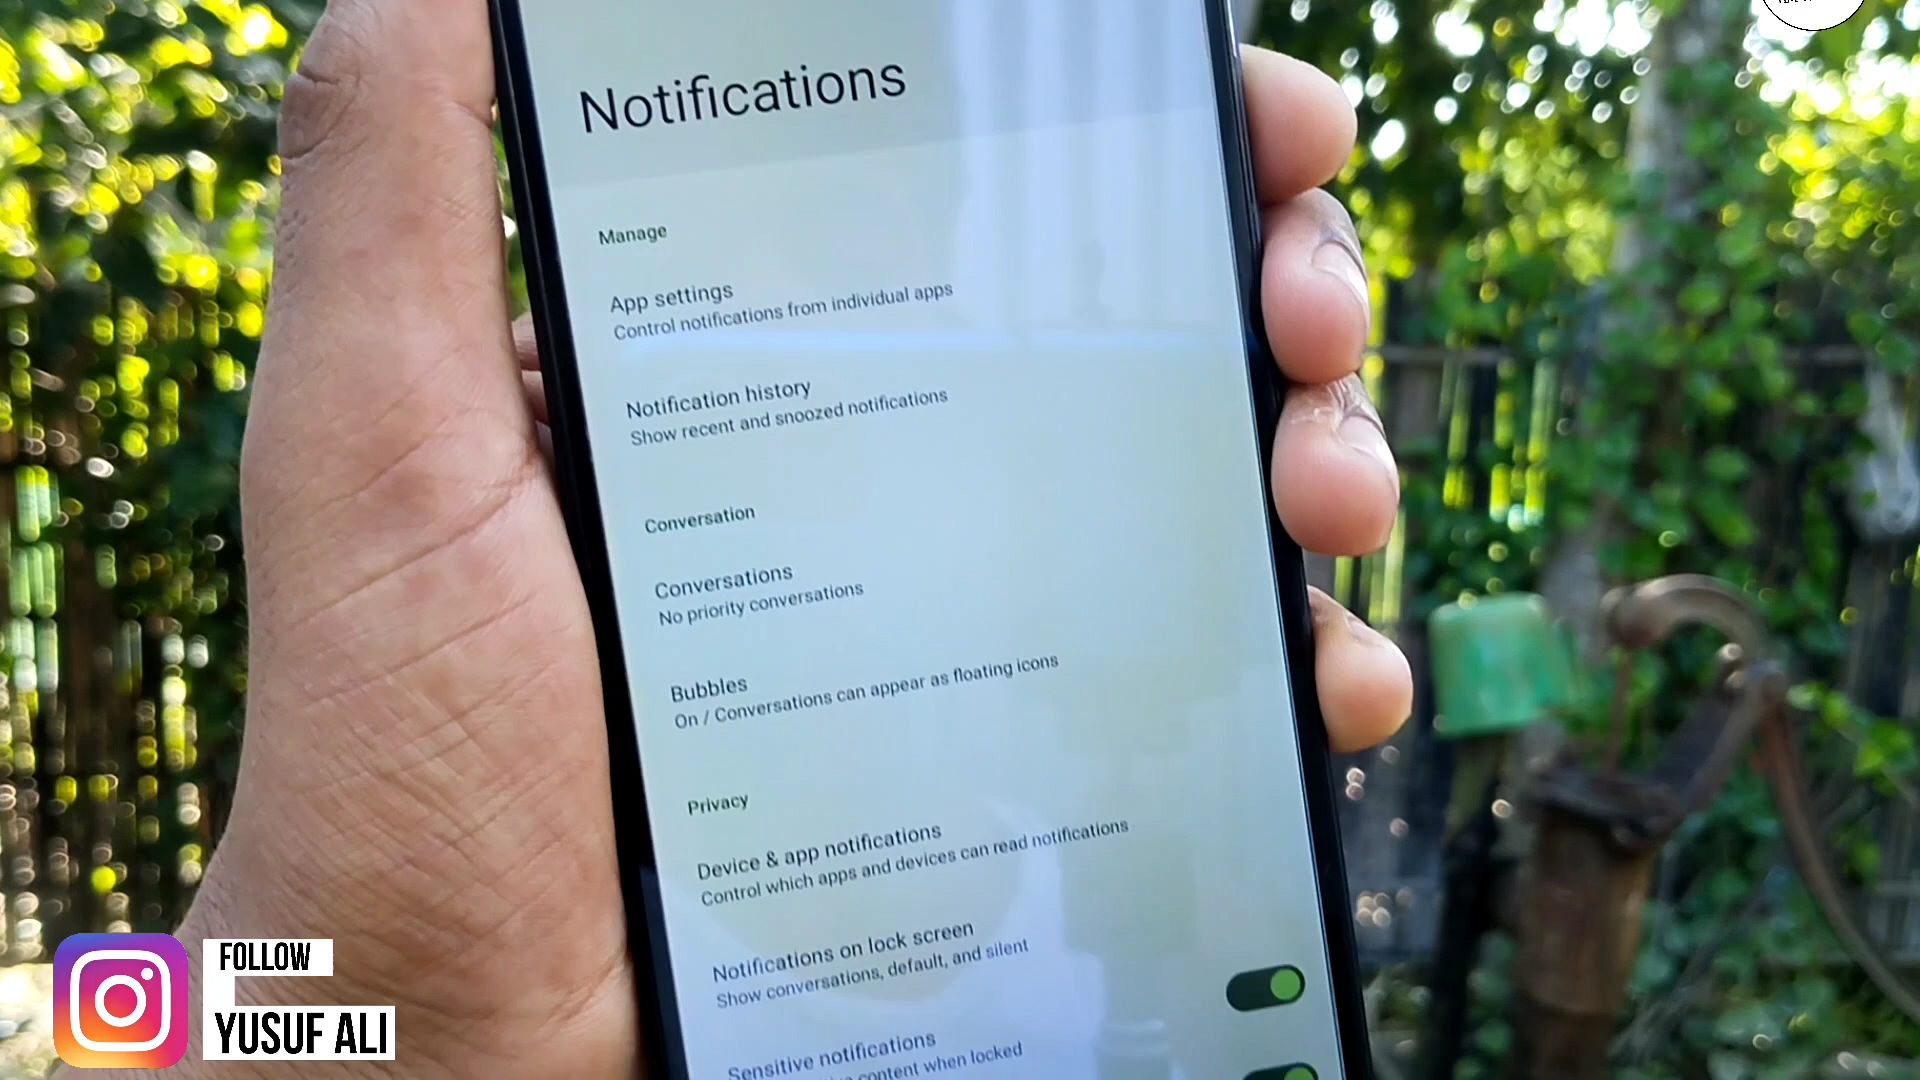 Notifications
Manage
App settings
Control notifications from individual apps
Notification history
Show recent and snoozed notifications
Conversation
Conversations
No priority conversations
Bubbles
On / Conversations can appear as floating icons
Privacy
Device & app notifications
Control which apps and devices can read notifications
Notifications on lock screen
Show conversations, default, and silent
Sensitive notifications
content when locked
FOLLOW
YUSUF ALI